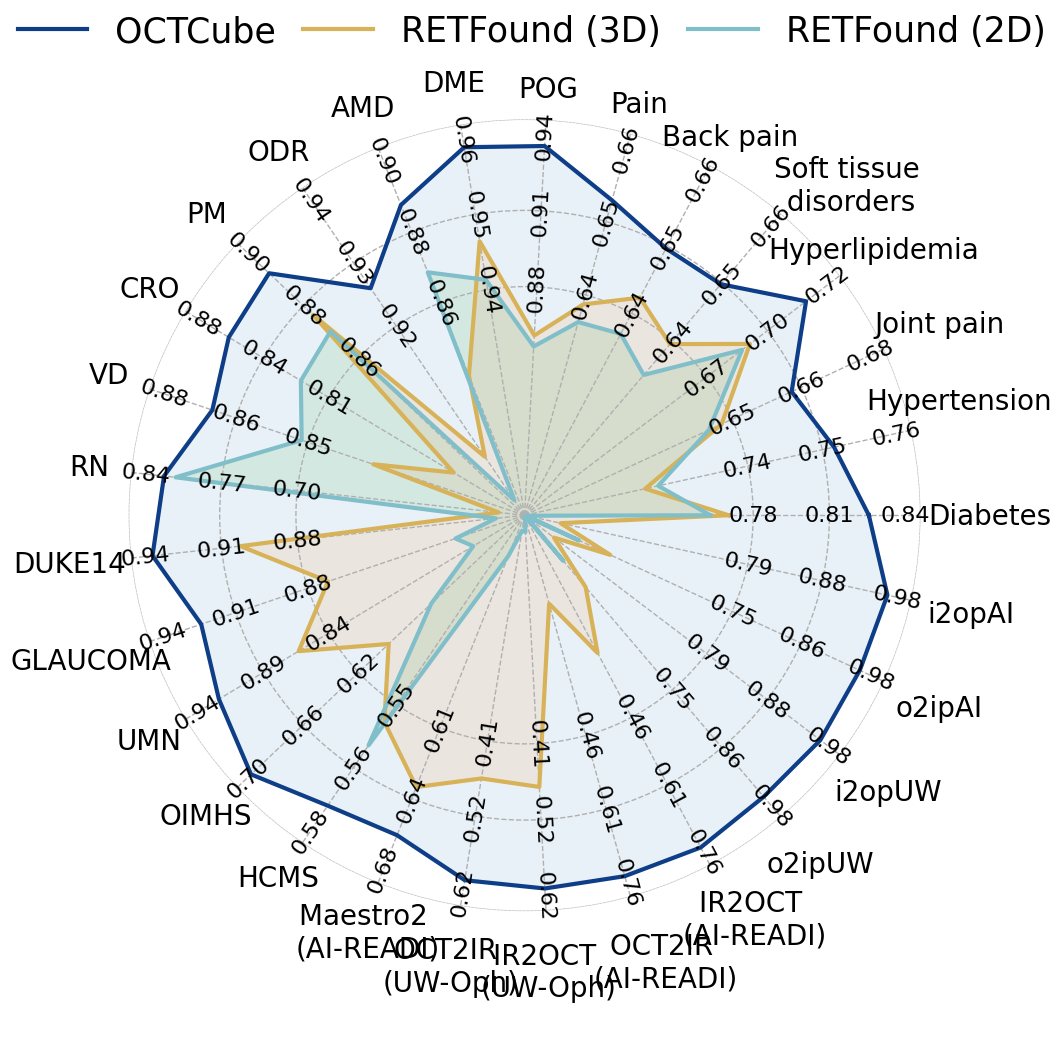 OCTCube RETFound (3D) RETFound (2D)
POG
0.94
0.91
0.88
Pain
0.66
0.65
0.64
Back pain
0.66
0.65
0.64
Soft tissue
disorders
0.66
0.65
0.64
Hyperlipidemia
0.72
0.70
0.67
Joint pain
0.68
0.66
0.65
Hypertension
0.76
0.75
0.74
Diabetes
0.84
0.81
0.78
i2opAI
0.98
0.88
0.79
o2ipAI
0.98
0.86
0.75
i2opUW
0.98
0.88
0.79
o2ipUW
0.98
0.86
0.75
IR2OCT
(AI-READI)
0.76
0.61
0.46
OCT2IR
(AI-READI)
0.76
0.61
0.46
IR2OCT
(UW-Oph)
0.62
0.52
0.41
OCT2IR
(UW-Oph)
0.62
0.52
0.41
Maestro2
(AI-READI)
0.68
0.64
0.61
HCMS
0.58
0.56
0.55
OIMHS
0.70
0.66
0.62
UMN
0.94
0.89
0.84
GLAUCOMA
0.94
0.91
0.88
DUKE14
0.94
0.91
0.88
RN
0.84
0.77
0.70
VD
0.88
0.86
0.85
CRO
0.88
0.84
0.81
PM
0.90
0.88
0.86
ODR
0.94
0.93
0.92
AMD
0.90
0.88
0.86
DME
0.96
0.95
0.94